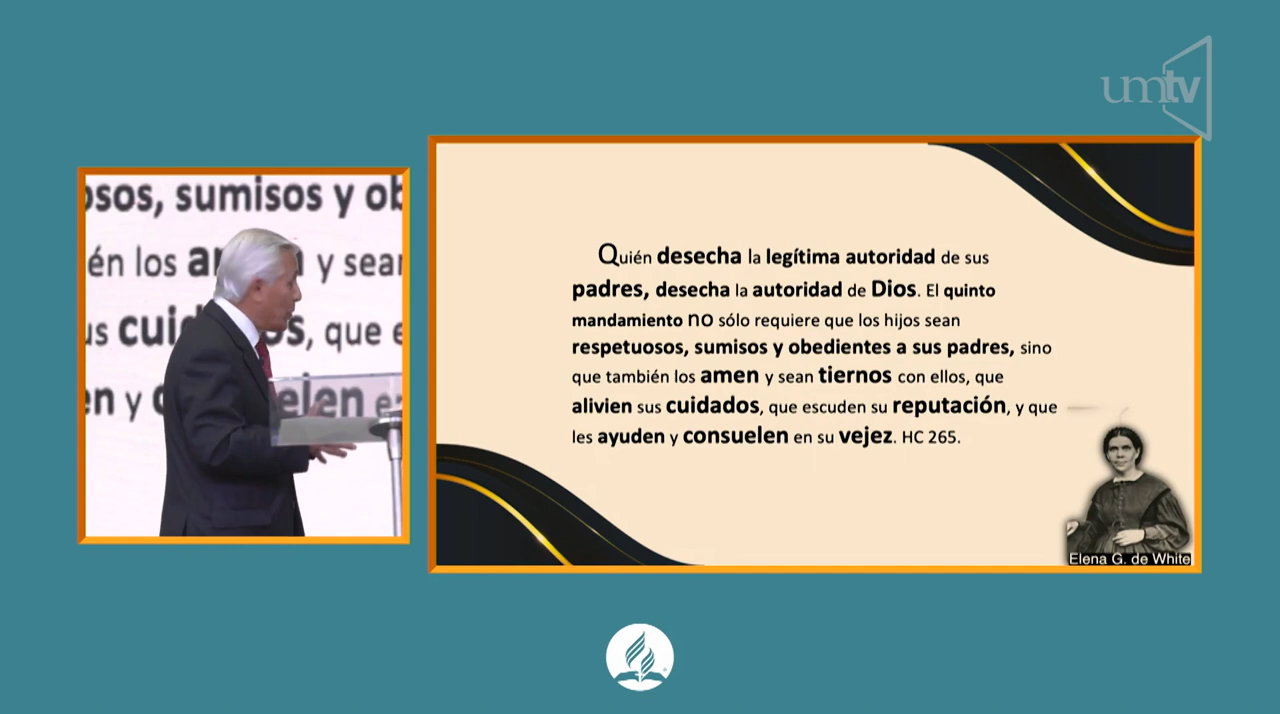 umtv
osos, sumisos y ob
én los am n y sear
us cuid os, que e
en y c elen en
Quién desecha la legítima autoridad de sus
padres, desecha la autoridad de Dios. El quinto
mandamiento no sólo requiere que los hijos sean
respetuosos, sumisos y obedientes a sus padres, sino
que también los amen y sean tiernos con ellos, que
alivien sus cuidados, que escuden su reputación, y que
les ayuden y consuelen en su vejez. HC 265.
Elena G. de White